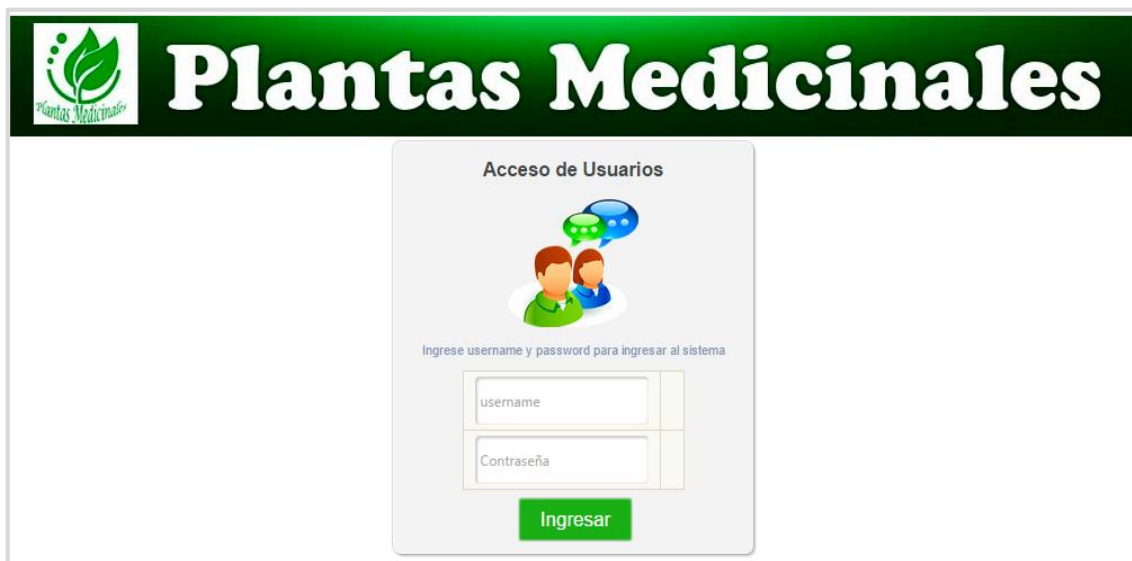 Plantas Medicinales
Plantas Medicinales
Acceso de Usuarios
Ingrese username y password para ingresar al sistema
username
Contraseña
Ingresar